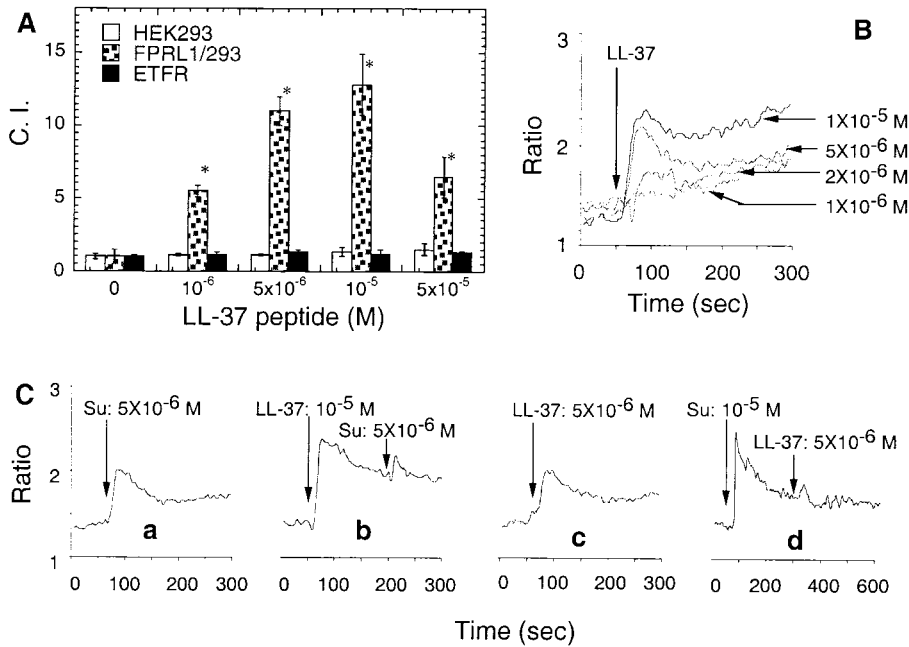 A
HEK293
FPRL1/293
ETFR
15
10
5
0
C. I.
*
*
*
*
0
10⁻⁶
5x10⁻⁶
10⁻⁵
5x10⁻⁵
LL-37 peptide (M)
B
3
2
1
Ratio
LL-37
1X10⁻⁵ M
5X10⁻⁶ M
2X10⁻⁶ M
1X10⁻⁶ M
0
100
200
300
Time (sec)
C
3
2
1
Ratio
Su: 5X10⁻⁶ M
a
0
100
200
300
LL-37: 10⁻⁵ M
Su: 5X10⁻⁶ M
b
0
100
200
300
LL-37: 5X10⁻⁶ M
c
0
100
200
300
Su: 10⁻⁵ M
LL-37: 5X10⁻⁶ M
d
0
200
400
600
Time (sec)